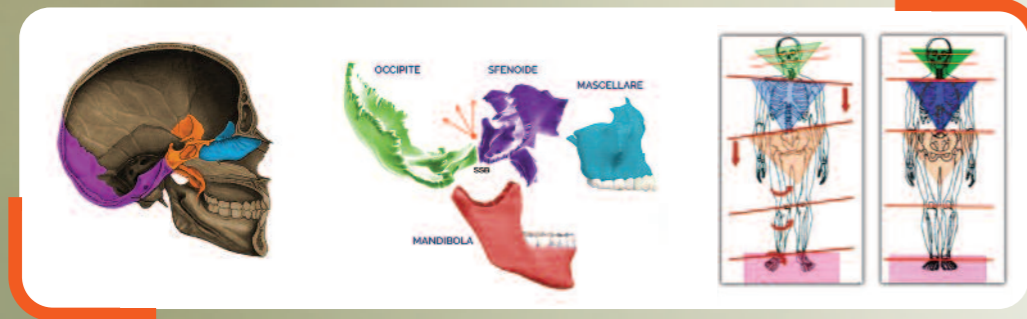 OCCIPITE
SFENOIDE
MASCELLARE
SSB
MANDIBOLA